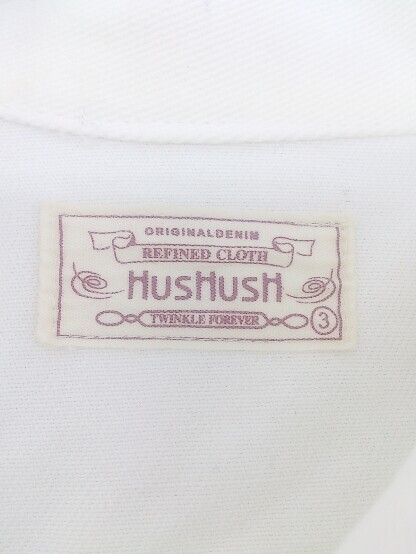 ORIGINALDENIM
REFINED CLOTH
HUSHUSH
TWINKLE FOREVER
3